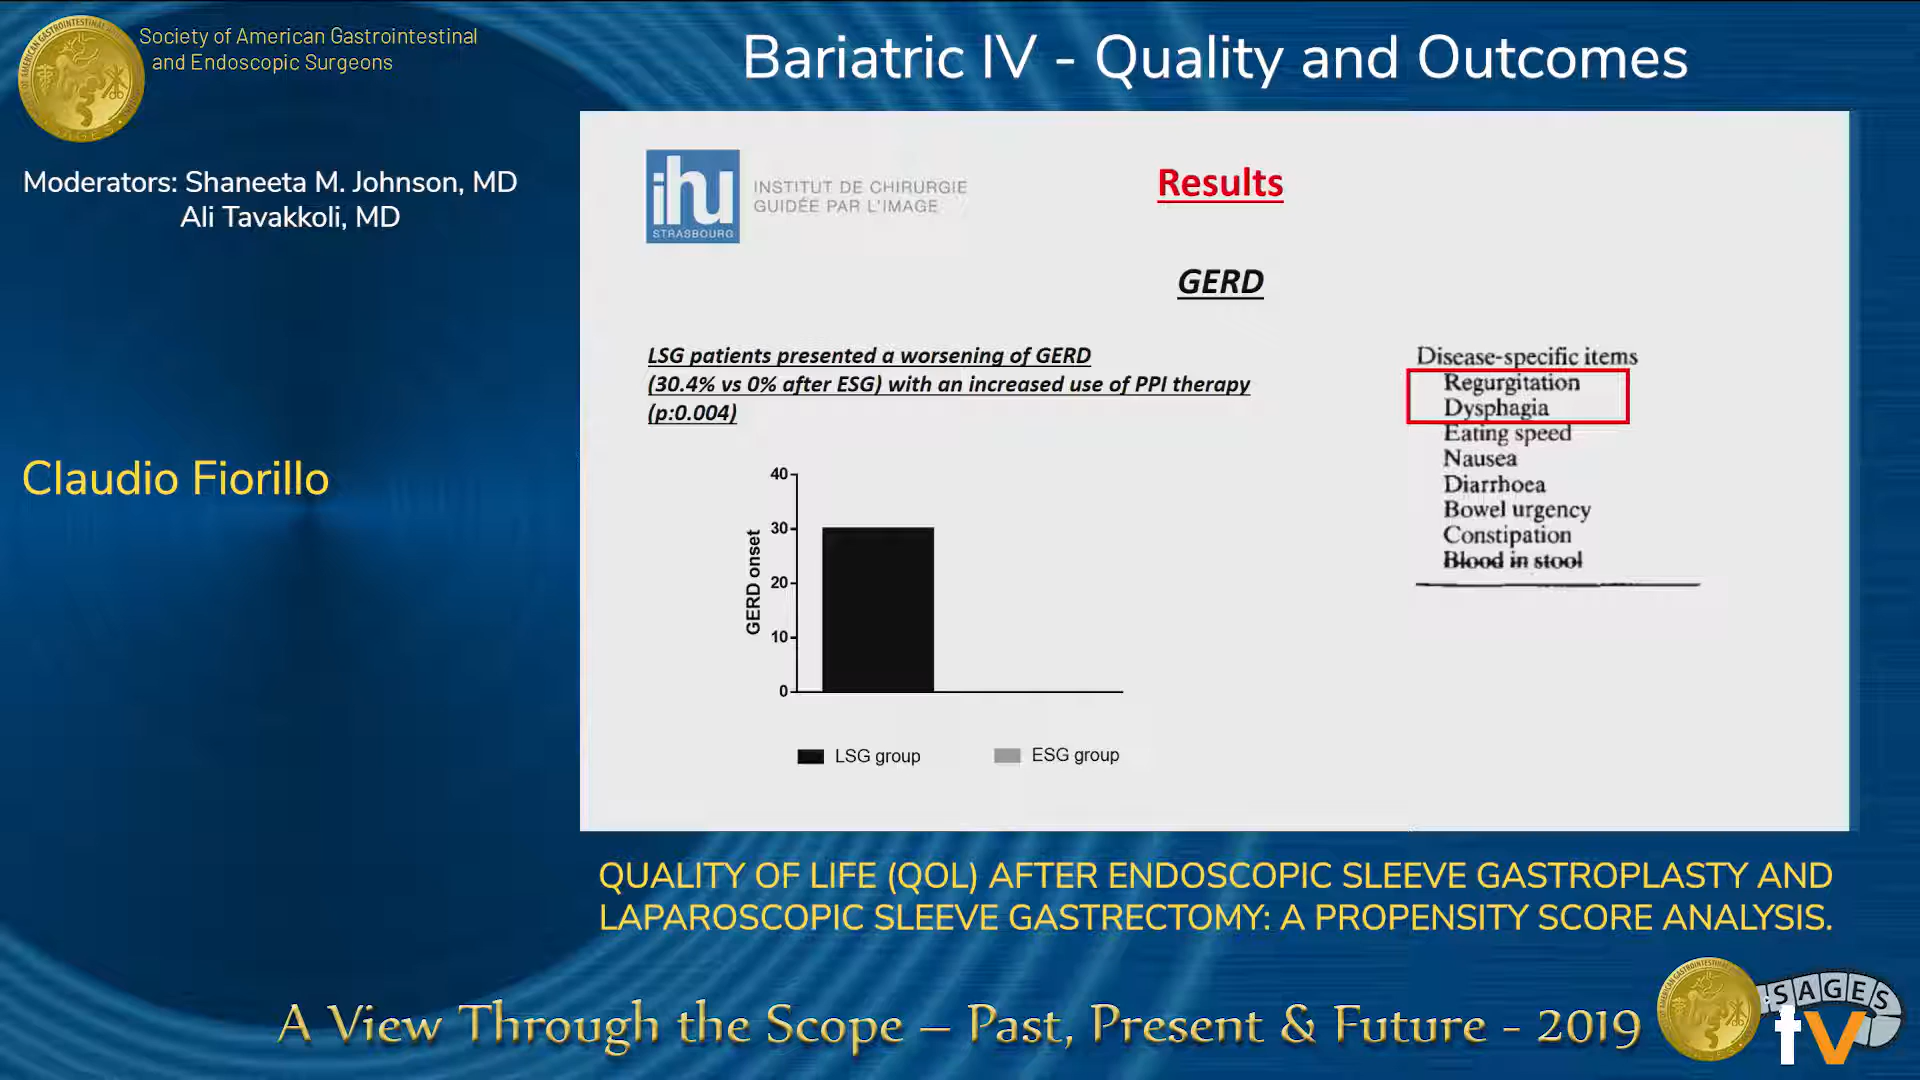 Society of American Gastrointestinal
and Endoscopic Surgeons
Bariatric IV - Quality and Outcomes
Moderators: Shaneeta M. Johnson, MD
Ali Tavakkoli, MD
Claudio Fiorillo
ihu
STRASBOURG
INSTITUT DE CHIRURGIE
GUIDÉE PAR L'IMAGE
Results
GERD
LSG patients presented a worsening of GERD
(30.4% vs 0% after ESG) with an increased use of PPI therapy
(p:0.004)
40
30
20
10
0
GERD onset
LSG group
ESG group
Disease-specific items
Regurgitation
Dysphagia
Eating speed
Nausea
Diarrhoea
Bowel urgency
Constipation
Blood in stool
QUALITY OF LIFE (QOL) AFTER ENDOSCOPIC SLEEVE GASTROPLASTY AND
LAPAROSCOPIC SLEEVE GASTRECTOMY: A PROPENSITY SCORE ANALYSIS.
A View Through the Scope – Past, Present & Future - 2019
SAGES
tv